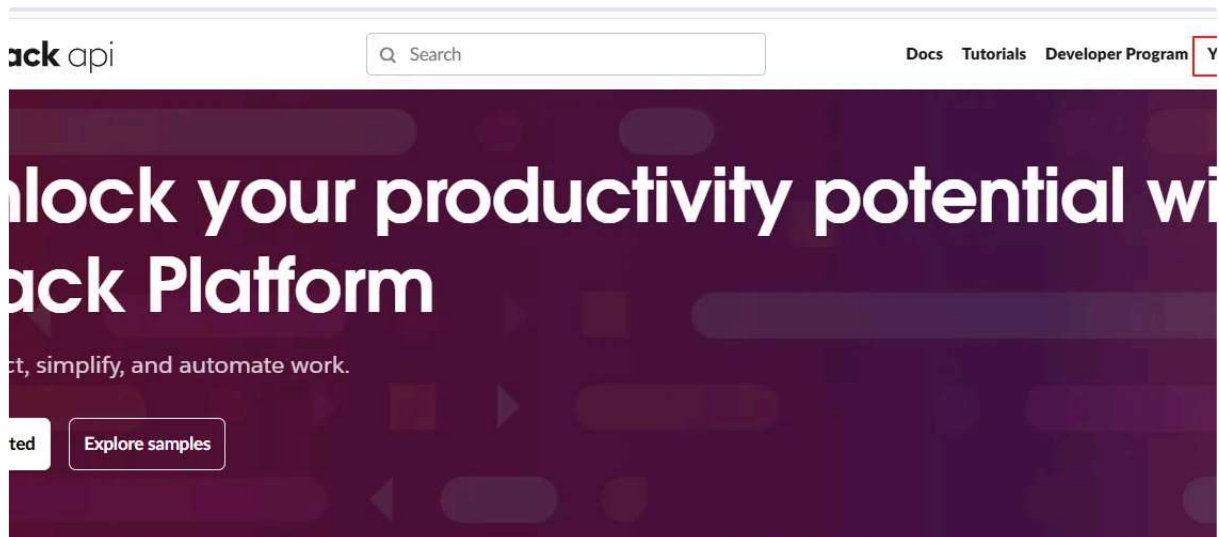 ack api
Search
Docs Tutorials Developer Program Y
nlock your productivity potential wi
ack Platform
ct, simplify, and automate work.
ted
Explore samples